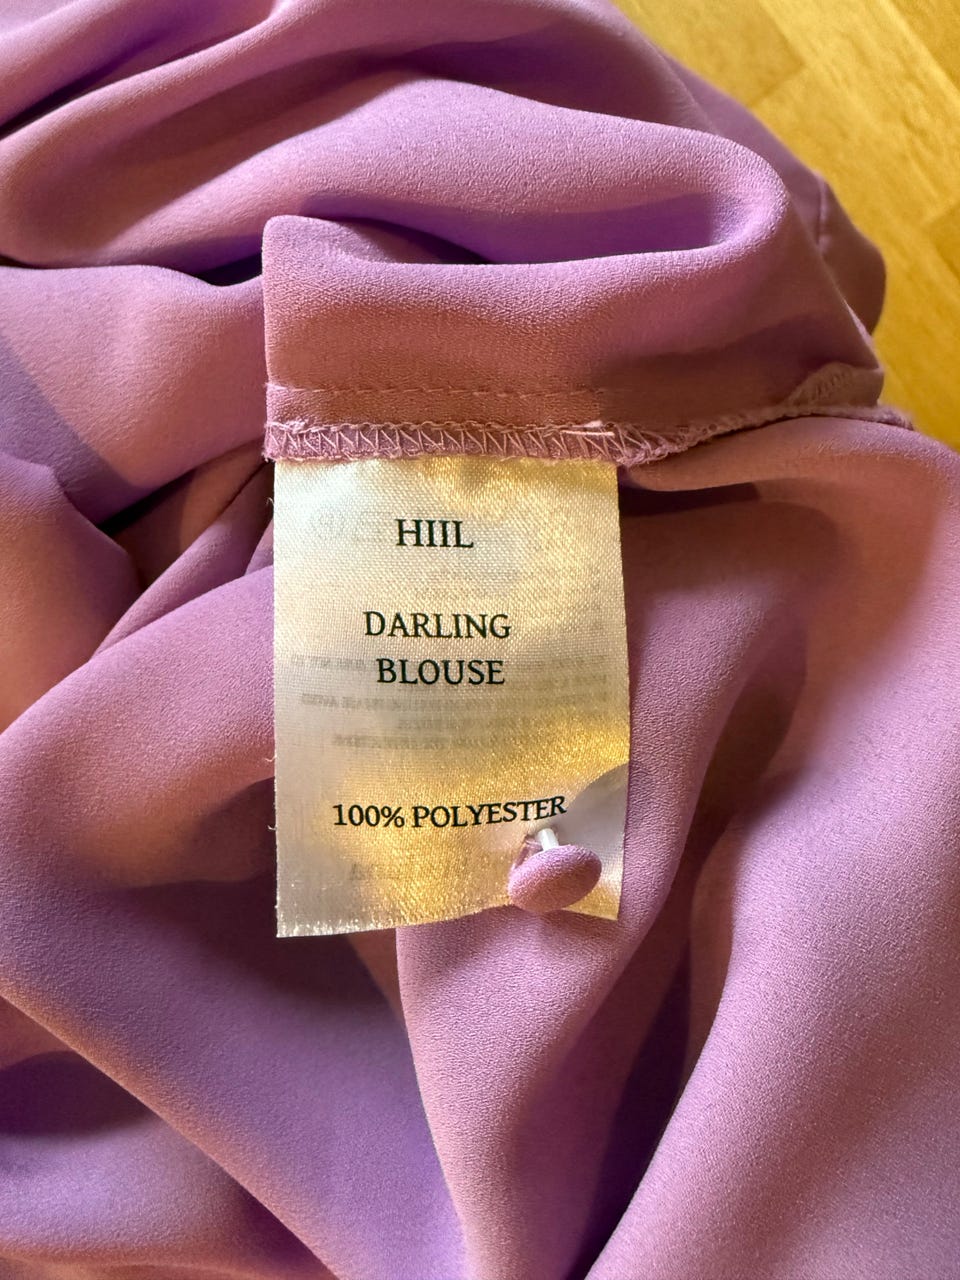 HIIL
DARLING
BLOUSE
100% POLYESTER